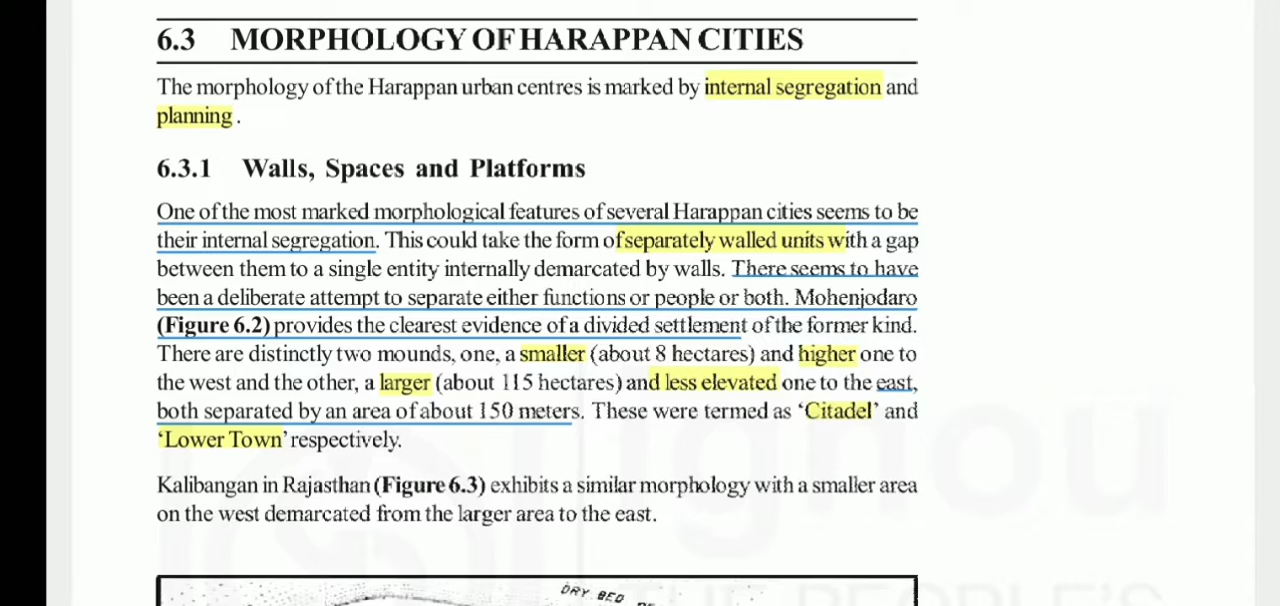 6.3 MORPHOLOGY OF HARAPPAN CITIES
The morphology of the Harappan urban centres is marked by internal segregation and
planning .
6.3.1 Walls, Spaces and Platforms
One of the most marked morphological features of several Harappan cities seems to be
their internal segregation. This could take the form of separately walled units with a gap
between them to a single entity internally demarcated by walls. There seems to have
been a deliberate attempt to separate either functions or people or both. Mohenjodaro
(Figure 6.2) provides the clearest evidence of a divided settlement of the former kind.
There are distinctly two mounds, one, a smaller (about 8 hectares) and higher one to
the west and the other, a larger (about 115 hectares) and less elevated one to the east,
both separated by an area of about 150 meters. These were termed as ‘Citadel’ and
‘Lower Town’ respectively.
Kalibangan in Rajasthan (Figure 6.3) exhibits a similar morphology with a smaller area
on the west demarcated from the larger area to the east.
ignou
DRY BED
THE PEOPLE'S